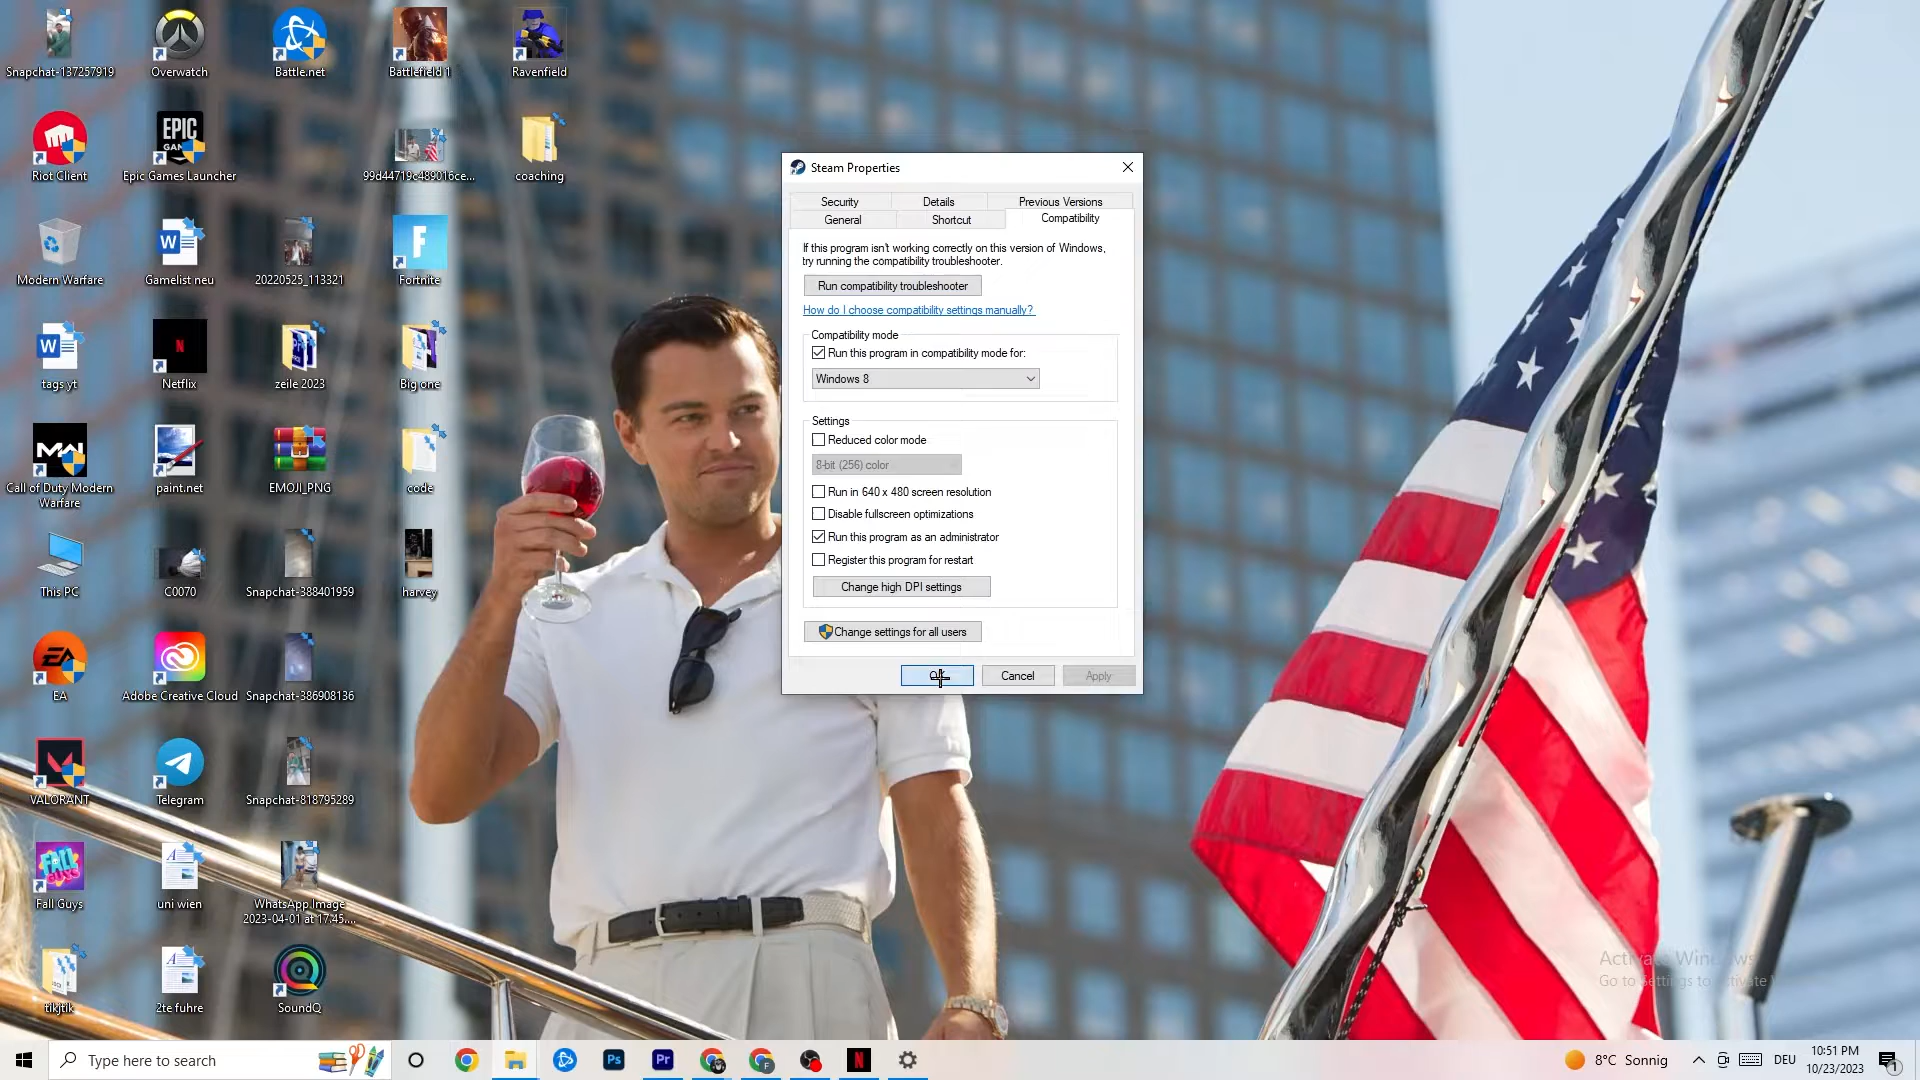 Snapchat-137257919
Overwatch
Battle.net
Battlefield 1
Ravenfield
Riot Client
EPIC
GAM
Epic Games Launcher
99d44719c489016ce...
coaching
Modern Warfare
Gamelist neu
20220525_113321
F
Fortnite
W
tags yt
N
Netflix
zeile 2023
Big one
Call of Duty Modern
Warfare
paint.net
EMOJI_PNG
code
This PC
C0070
Snapchat-388401959
harvey
EA
EA
Adobe Creative Cloud
Snapchat-386908136
VALORANT
Telegram
Snapchat-818795289
FALL
GUYS
Fall Guys
uni wien
WhatsApp Image
2023-04-01 at 17.45....
tikjtik
2te fuhre
SoundQ
Steam Properties
Security
Details
Previous Versions
General
Shortcut
Compatibility
If this program isn't working correctly on this version of Windows,
try running the compatibility troubleshooter.
Run compatibility troubleshooter
How do I choose compatibility settings manually?
Compatibility mode
Run this program in compatibility mode for:
Windows 8
Settings
Reduced color mode
8-bit (256) color
Run in 640 x 480 screen resolution
Disable fullscreen optimizations
Run this program as an administrator
Register this program for restart
Change high DPI settings
Change settings for all users
Cancel
Apply
Activate Windows
Go to Settings to activate
Type here to search
Ps
Pr
F
N
8°C Sonnig
DEU
10:51 PM
10/23/2023
1